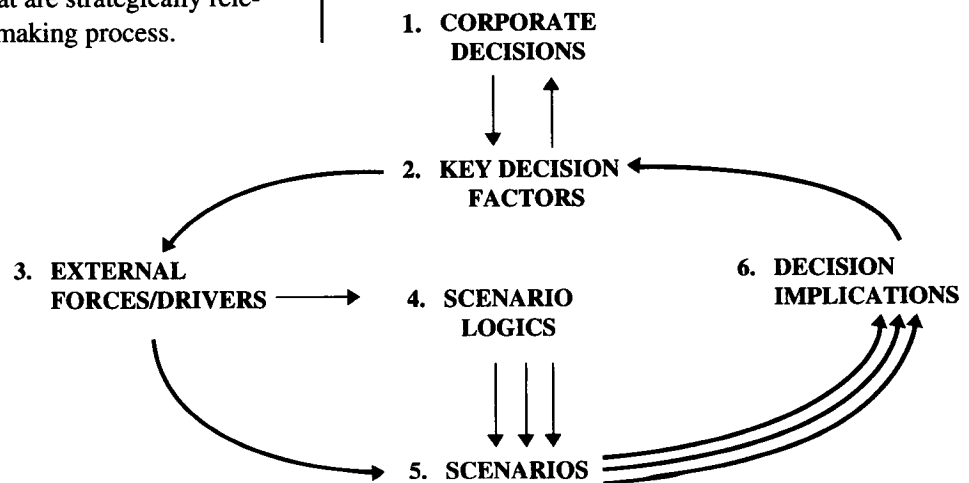 at are strategically rele-
making process.
1. CORPORATE
DECISIONS
2. KEY DECISION
FACTORS
3. EXTERNAL
FORCES/DRIVERS
4. SCENARIO
LOGICS
6. DECISION
IMPLICATIONS
5. SCENARIOS